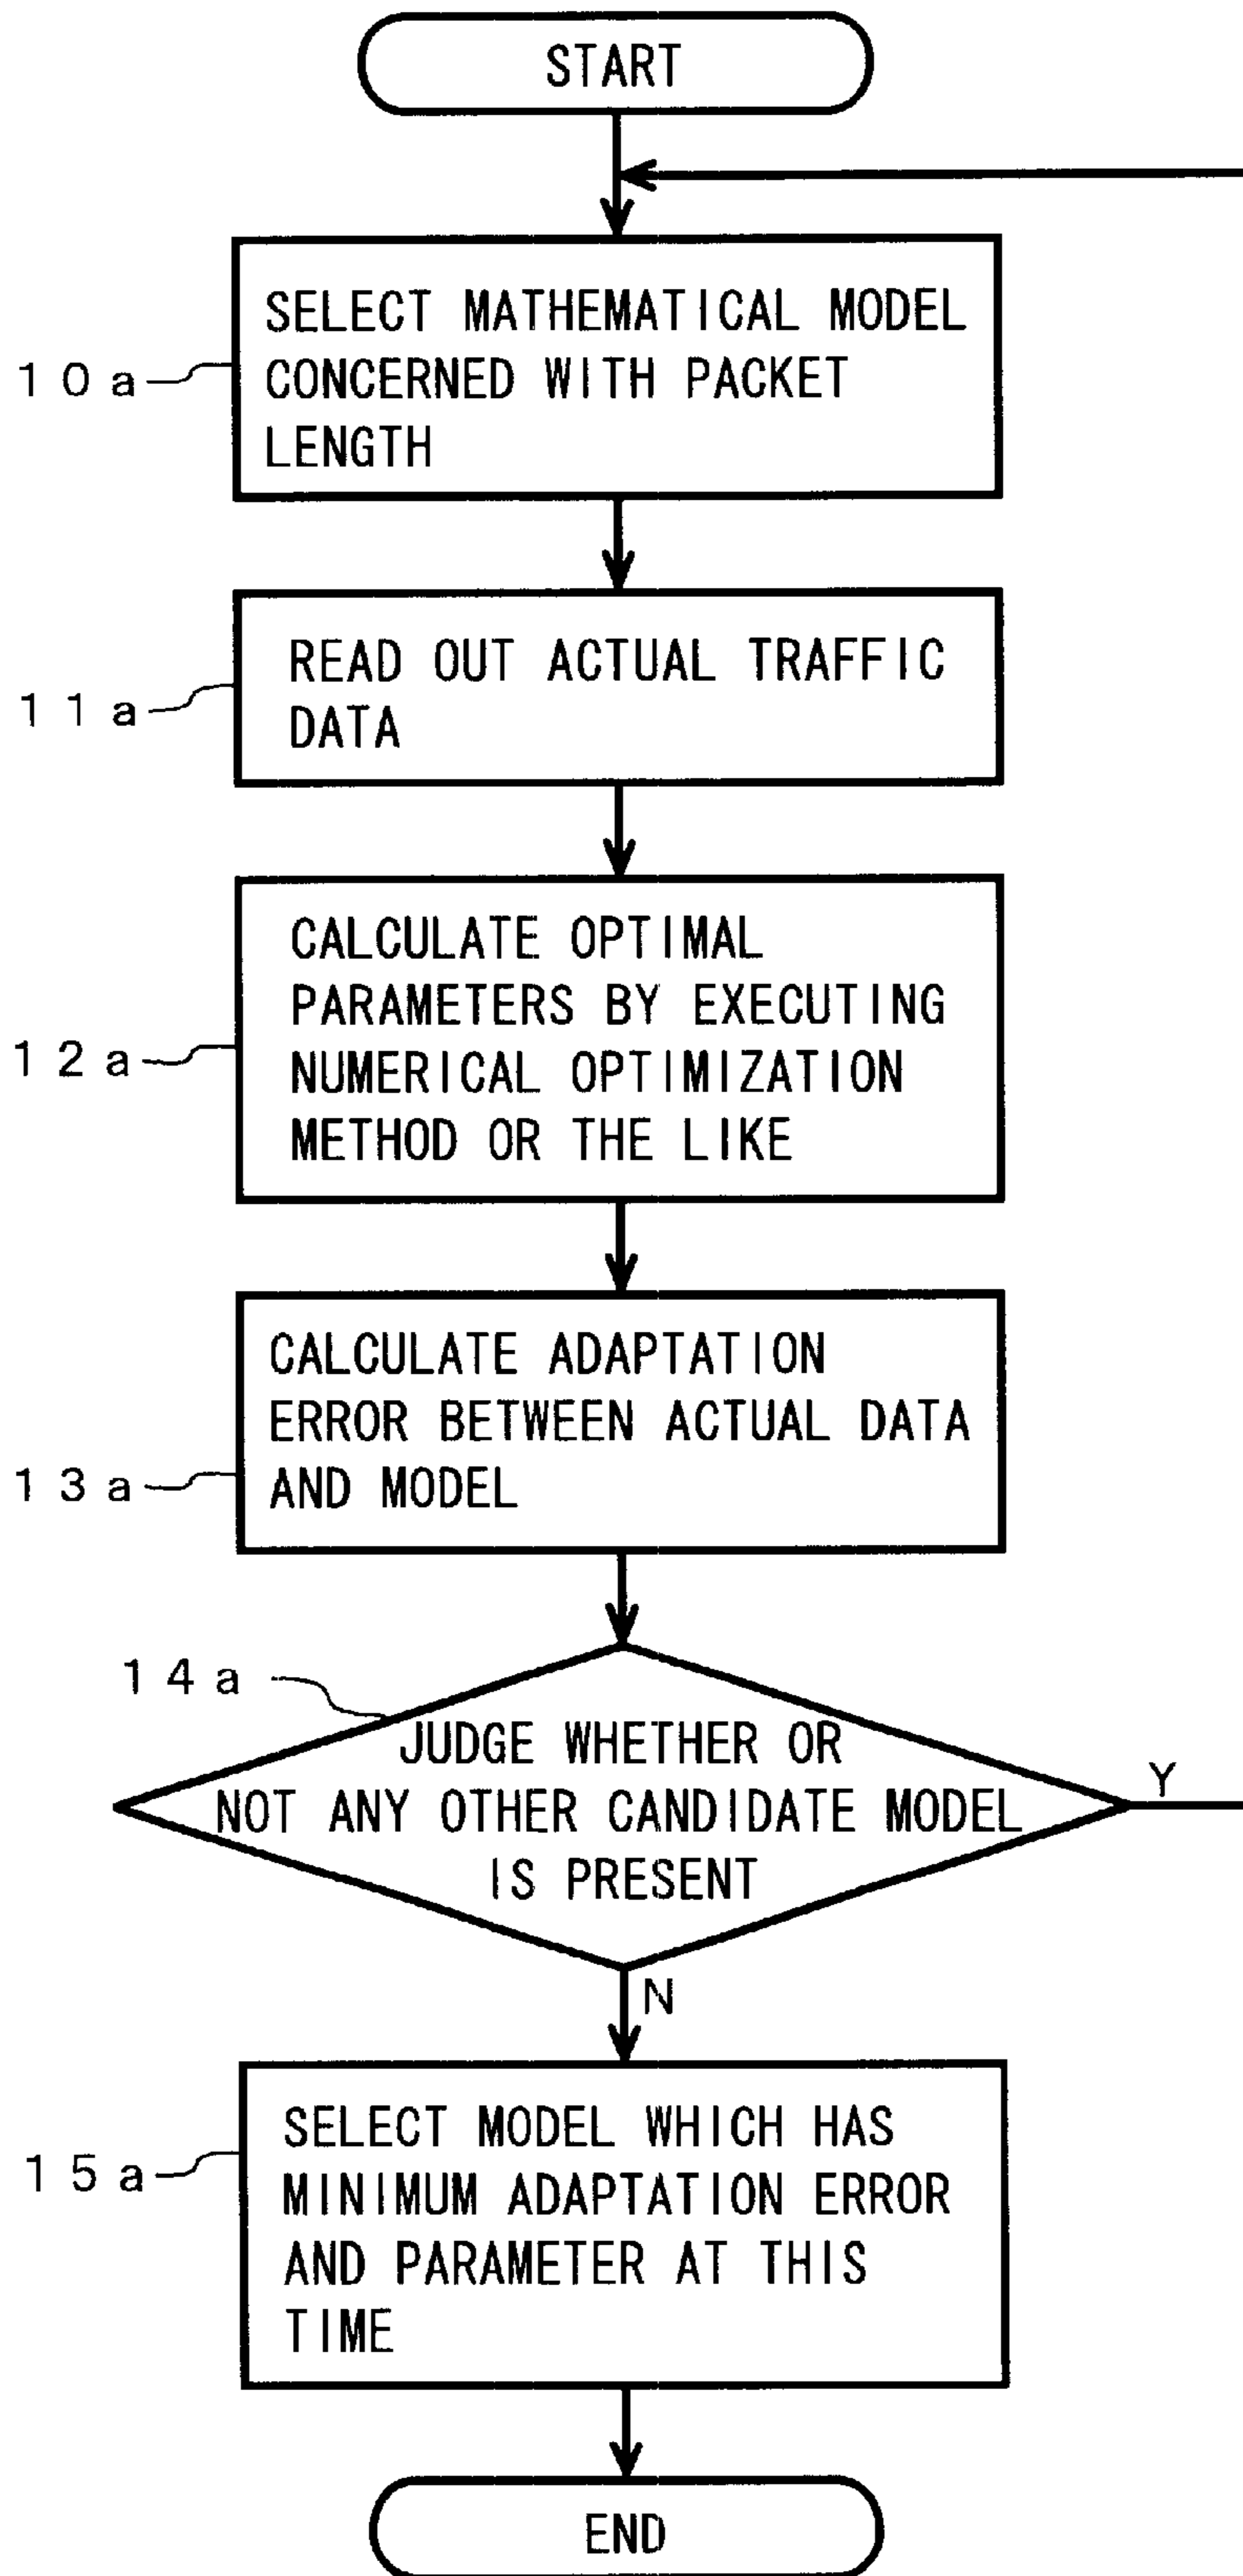 START
SELECT MATHEMATICAL MODEL
10a
CONCERNED WITH PACKET
LENGTH
READ OUT ACTUAL TRAFFIC
11a
DATA
CALCULATE OPTIMAL
PARAMETERS BY EXECUTING
12a
NUMERICAL OPTIMIZATION
METHOD OR THE LIKE
CALCULATE ADAPTATION
ERROR BETWEEN ACTUAL DATA
13a
AND MODEL
14a
JUDGE WHETHER OR
NOT ANY OTHER CANDIDATE MODEL
IS PRESENT
Y
N
SELECT MODEL WHICH HAS
15a
MINIMUM ADAPTATION ERROR
AND PARAMETER AT THIS
TIME
END